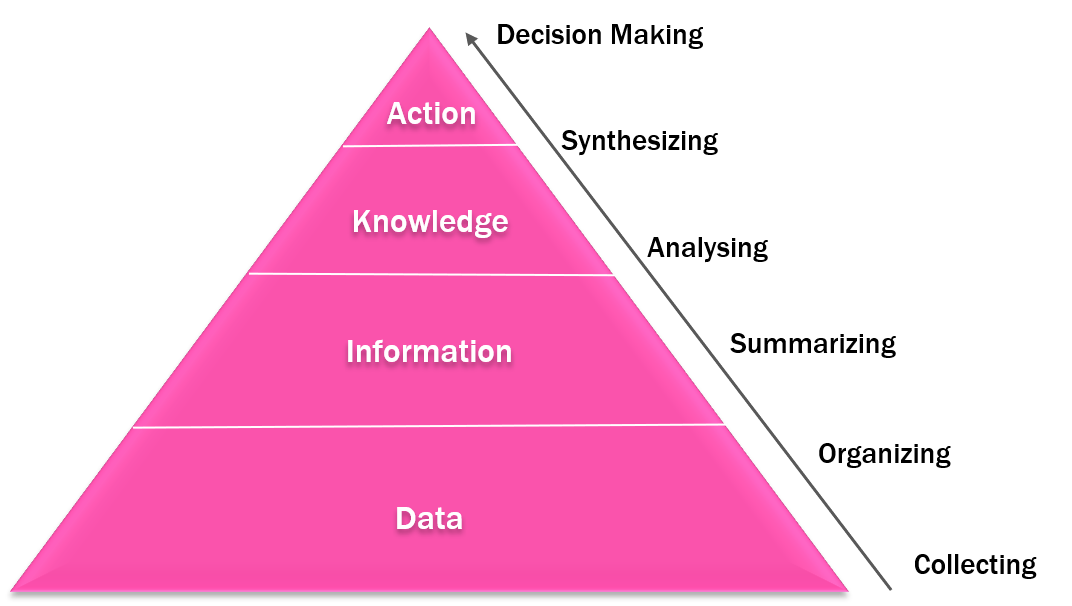 Decision Making
Action
Synthesizing
Knowledge
Analysing
Summarizing
Information
Organizing
Data
Collecting